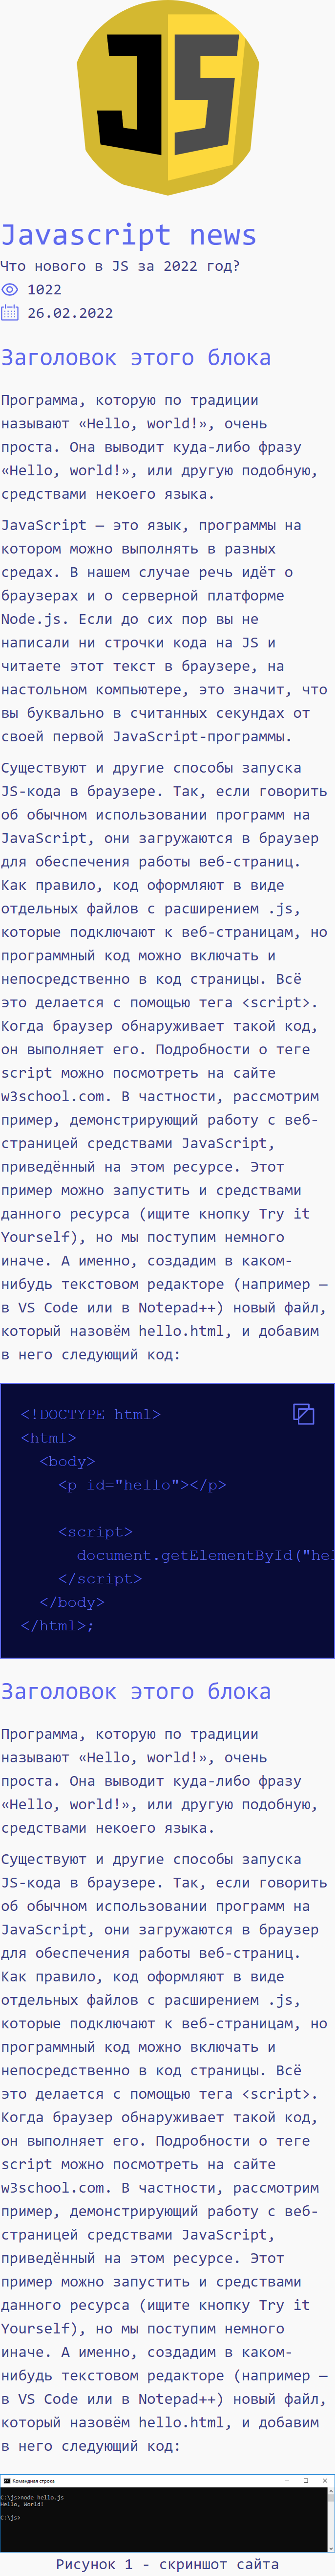 JS
Javascript news
Что нового в JS за 2022 год?
1022
26.02.2022
Заголовок этого блока
Программа, которую по традиции
называют «Hello, world!», очень
проста. Она выводит куда-либо фразу
«Hello, world!», или другую подобную,
средствами некоего языка.
JavaScript — это язык, программы на
котором можно выполнять в разных
средах. В нашем случае речь идёт о
браузерах и о серверной платформе
Node.js. Если до сих пор вы не
написали ни строчки кода на JS и
читаете этот текст в браузере, на
настольном компьютере, это значит, что
вы буквально в считанных секундах от
своей первой JavaScript-программы.
Существуют и другие способы запуска
JS-кода в браузере. Так, если говорить
об обычном использовании программ на
JavaScript, они загружаются в браузер
для обеспечения работы веб-страниц.
Как правило, код оформляют в виде
отдельных файлов с расширением .js,
которые подключают к веб-страницам, но
программный код можно включать и
непосредственно в код страницы. Всё
это делается с помощью тега <script>.
Когда браузер обнаруживает такой код,
он выполняет его. Подробности о теге
script можно посмотреть на сайте
w3school.com. В частности, рассмотрим
пример, демонстрирующий работу с веб-
страницей средствами JavaScript,
приведённый на этом ресурсе. Этот
пример можно запустить и средствами
данного ресурса (ищите кнопку Try it
Yourself), но мы поступим немного
иначе. А именно, создадим в каком-
нибудь текстовом редакторе (например —
в VS Code или в Notepad++) новый файл,
который назовём hello.html, и добавим
в него следующий код:
<!DOCTYPE html>
<html>
<body>
<p id="hello"></p>
<script>
document.getElementById("hel
</script>
</body>
</html>;
Заголовок этого блока
Программа, которую по традиции
называют «Hello, world!», очень
проста. Она выводит куда-либо фразу
«Hello, world!», или другую подобную,
средствами некоего языка.
Существуют и другие способы запуска
JS-кода в браузере. Так, если говорить
об обычном использовании программ на
JavaScript, они загружаются в браузер
для обеспечения работы веб-страниц.
Как правило, код оформляют в виде
отдельных файлов с расширением .js,
которые подключают к веб-страницам, но
программный код можно включать и
непосредственно в код страницы. Всё
это делается с помощью тега <script>.
Когда браузер обнаруживает такой код,
он выполняет его. Подробности о теге
script можно посмотреть на сайте
w3school.com. В частности, рассмотрим
пример, демонстрирующий работу с веб-
страницей средствами JavaScript,
приведённый на этом ресурсе. Этот
пример можно запустить и средствами
данного ресурса (ищите кнопку Try it
Yourself), но мы поступим немного
иначе. А именно, создадим в каком-
нибудь текстовом редакторе (например —
в VS Code или в Notepad++) новый файл,
который назовём hello.html, и добавим
в него следующий код:
Командная строка
C:\js>node hello.js
Hello, World!
C:\js>
Рисунок 1 - скриншот сайта